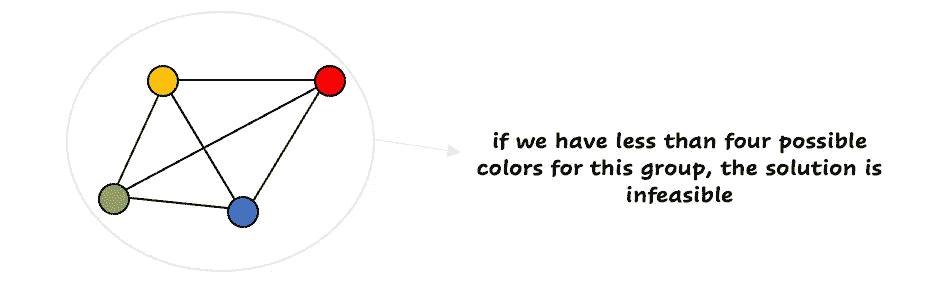 if we have less than four possible
colors for this group, the solution is
infeasible